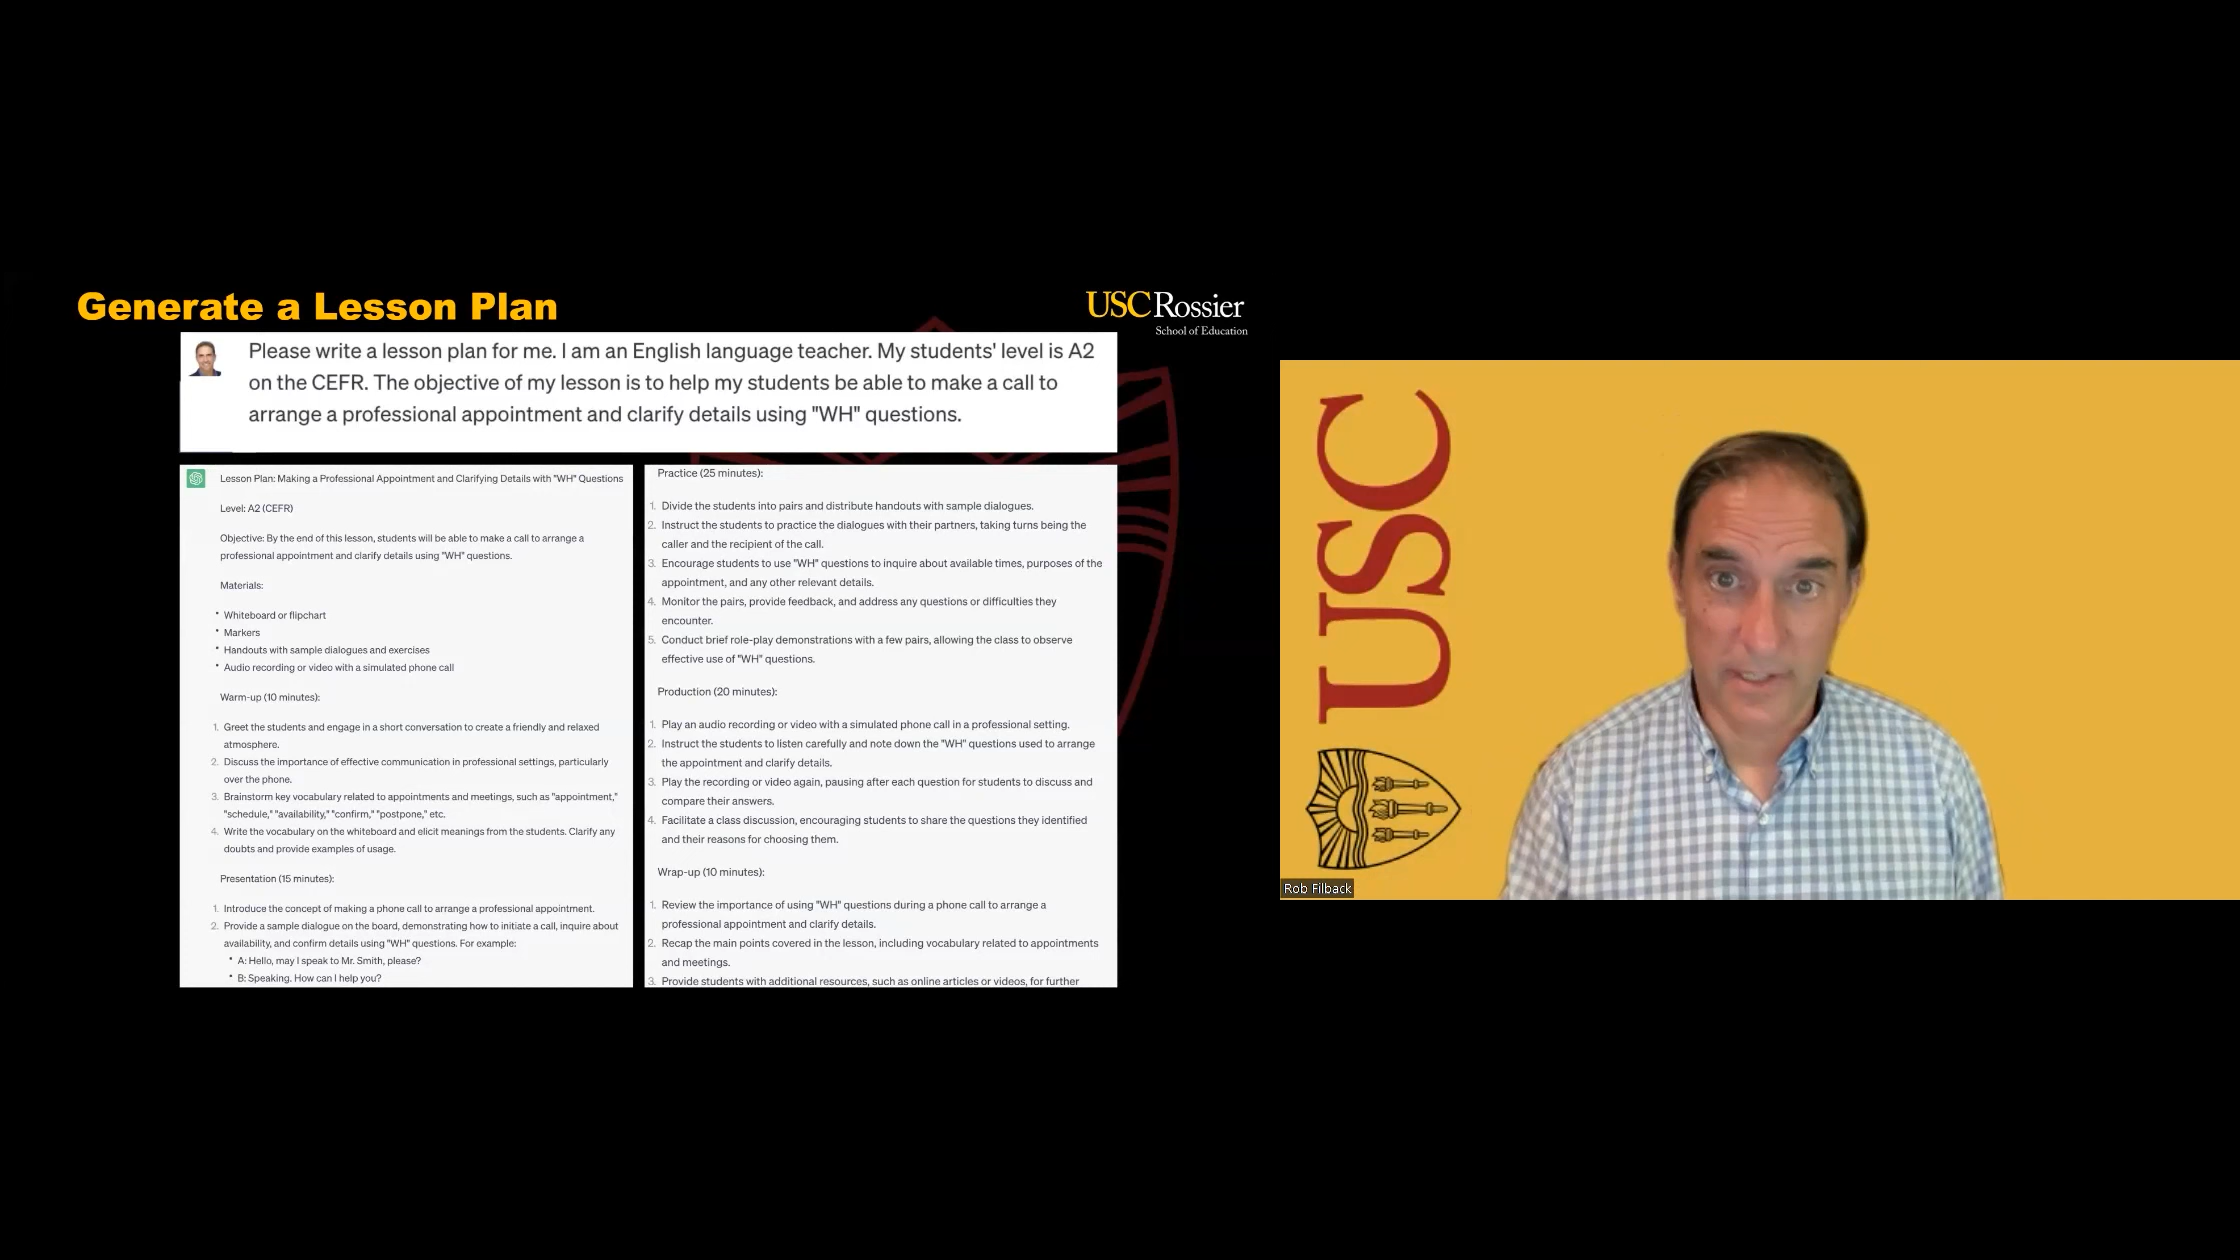 Generate a Lesson Plan
USC Rossier
School of Education
Please write a lesson plan for me. I am an English language teacher. My students' level is A2
on the CEFR. The objective of my lesson is to help my students be able to make a call to
arrange a professional appointment and clarify details using "WH" questions.
Lesson Plan: Making a Professional Appointment and Clarifying Details with "WH" Questions
Level: A2 (CEFR)
Objective: By the end of this lesson, students will be able to make a call to arrange a
professional appointment and clarify details using "WH" questions.
Materials:
• Whiteboard or flipchart
• Markers
• Handouts with sample dialogues and exercises
• Audio recording or video with a simulated phone call
Warm-up (10 minutes):
1. Greet the students and engage in a short conversation to create a friendly and relaxed
atmosphere.
2. Discuss the importance of effective communication in professional settings, particularly
over the phone.
3. Brainstorm key vocabulary related to appointments and meetings, such as "appointment,"
"schedule," "availability," "confirm," "postpone," etc.
4. Write the vocabulary on the whiteboard and elicit meanings from the students. Clarify any
doubts and provide examples of usage.
Presentation (15 minutes):
1. Introduce the concept of making a phone call to arrange a professional appointment.
2. Provide a sample dialogue on the board, demonstrating how to initiate a call, inquire about
availability, and confirm details using "WH" questions. For example:
• A: Hello, may I speak to Mr. Smith, please?
• B: Speaking. How can I help you?
Practice (25 minutes):
1. Divide the students into pairs and distribute handouts with sample dialogues.
2. Instruct the students to practice the dialogues with their partners, taking turns being the
caller and the recipient of the call.
3. Encourage students to use "WH" questions to inquire about available times, purposes of the
appointment, and any other relevant details.
4. Monitor the pairs, provide feedback, and address any questions or difficulties they
encounter.
5. Conduct brief role-play demonstrations with a few pairs, allowing the class to observe
effective use of "WH" questions.
Production (20 minutes):
1. Play an audio recording or video with a simulated phone call in a professional setting.
2. Instruct the students to listen carefully and note down the "WH" questions used to arrange
the appointment and clarify details.
3. Play the recording or video again, pausing after each question for students to discuss and
compare their answers.
4. Facilitate a class discussion, encouraging students to share the questions they identified
and their reasons for choosing them.
Wrap-up (10 minutes):
1. Review the importance of using "WH" questions during a phone call to arrange a
professional appointment and clarify details.
2. Recap the main points covered in the lesson, including vocabulary related to appointments
and meetings.
3. Provide students with additional resources, such as online articles or videos, for further
USC
Rob Filback